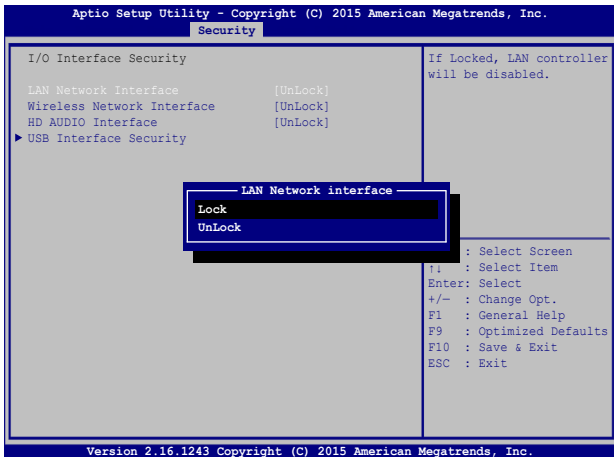 Aptio Setup Utility - Copyright (C) 2015 American Megatrends, Inc.
Security
I/O Interface Security
LAN Network Interface [UnLock]
Wireless Network Interface [UnLock]
HD AUDIO Interface [UnLock]
► USB Interface Security
If Locked, LAN controller
will be disabled.
LAN Network interface
Lock
UnLock
: Select Screen
↑↓ : Select Item
Enter: Select
+/— : Change Opt.
F1 : General Help
F9 : Optimized Defaults
F10 : Save & Exit
ESC : Exit
Version 2.16.1243 Copyright (C) 2015 American Megatrends, Inc.